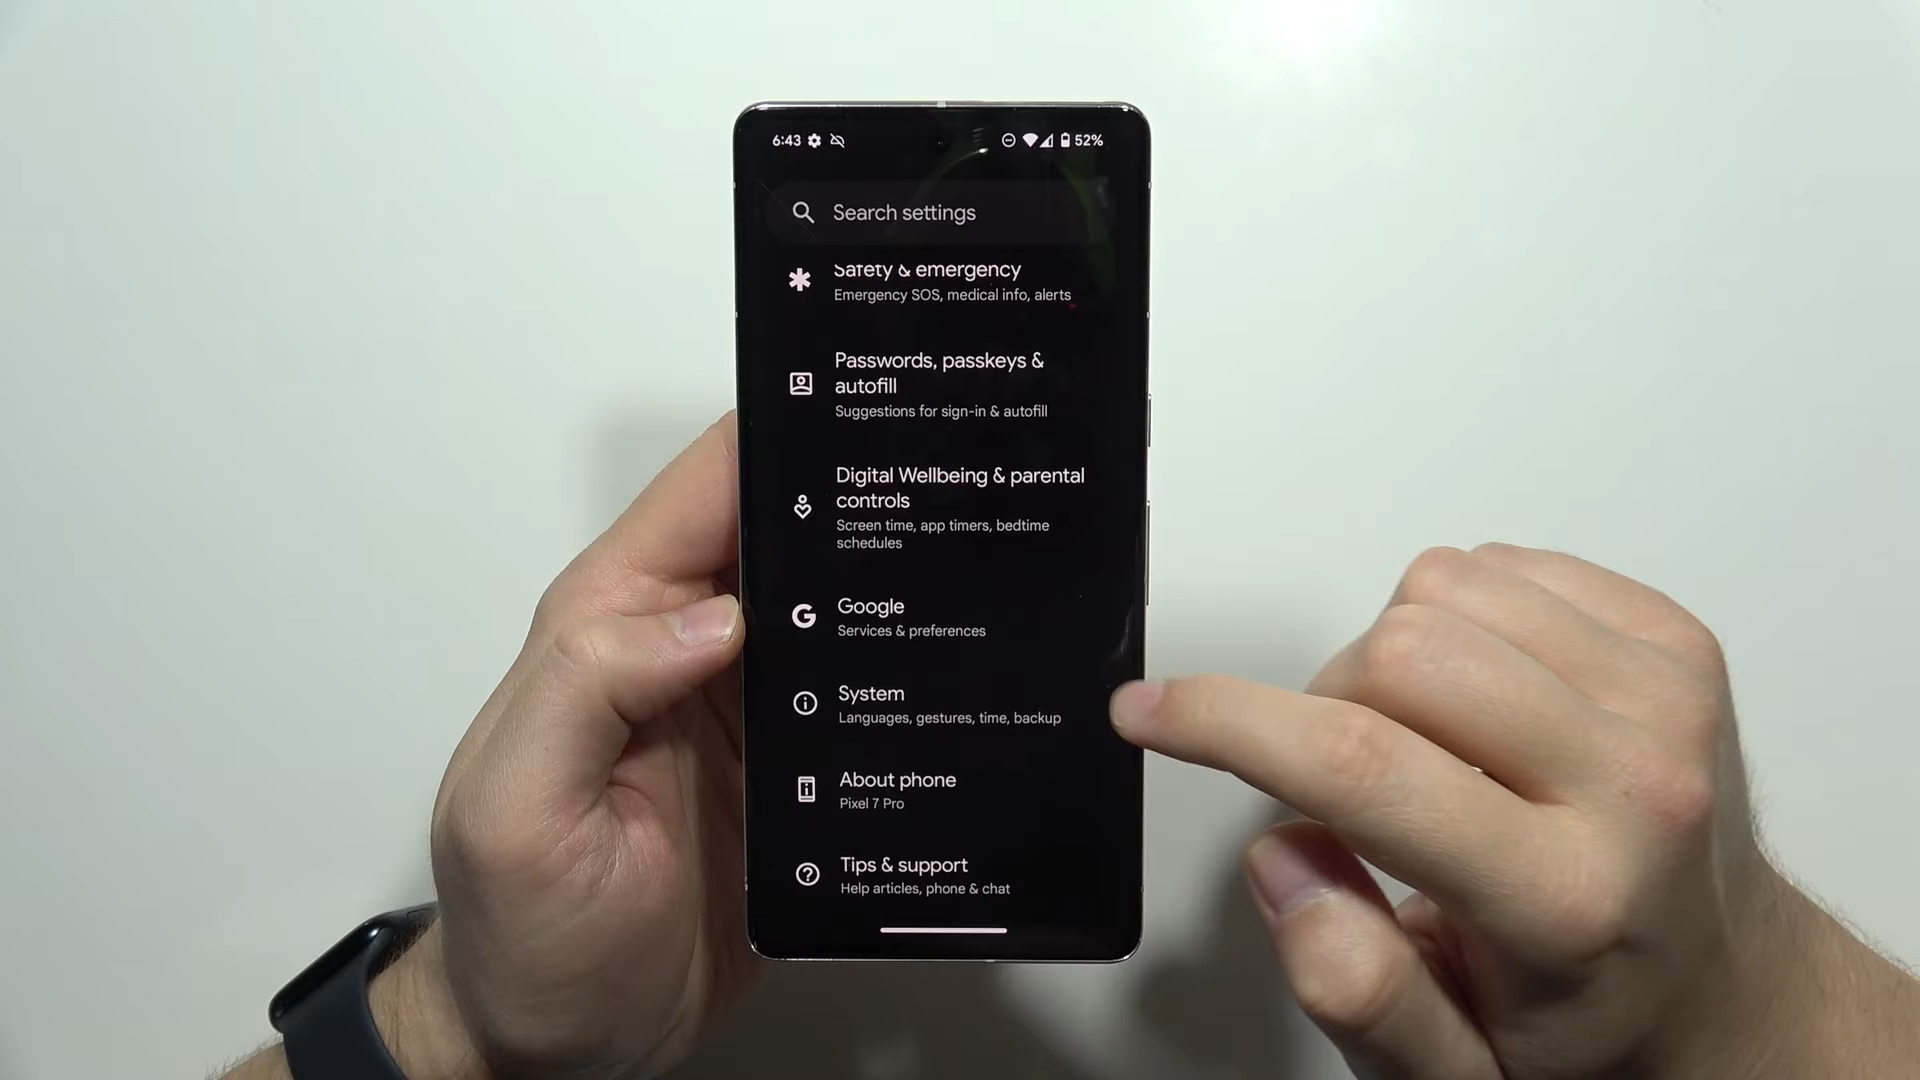 6:43 52%
Search settings
Safety & emergency
Emergency SOS, medical info, alerts
Passwords, passkeys &
autofill
Suggestions for sign-in & autofill
Digital Wellbeing & parental
controls
Screen time, app timers, bedtime
schedules
Google
Services & preferences
System
Languages, gestures, time, backup
About phone
Pixel 7 Pro
Tips & support
Help articles, phone & chat